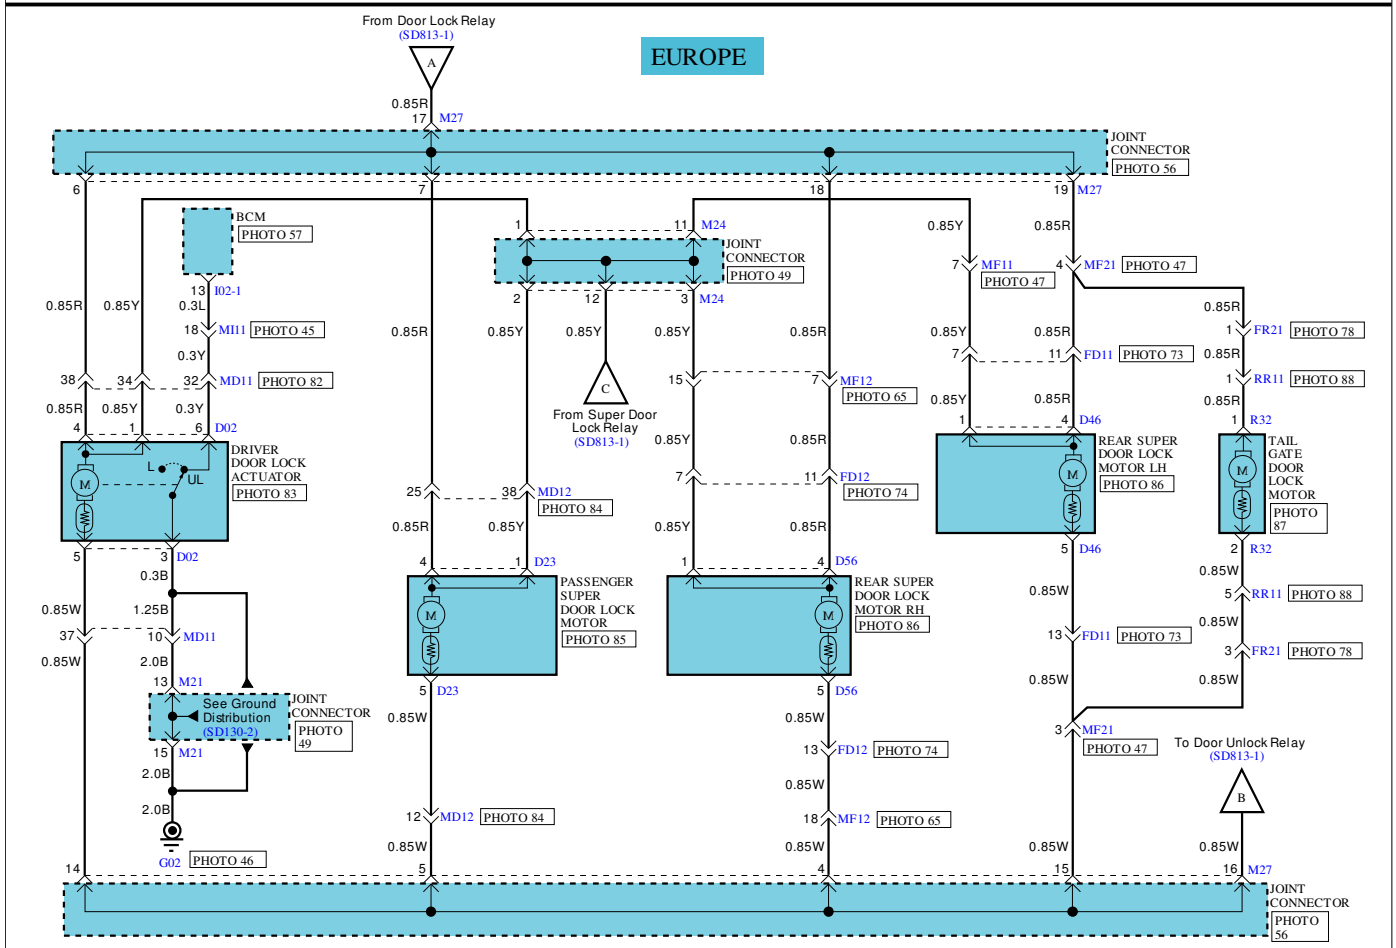 From Door Lock Relay
(SD813-1)
A
EUROPE
0.85R
17 M27
JOINT
CONNECTOR
PHOTO 56
6 7 18 19 M27
BCM
PHOTO 57
1 11 M24
JOINT
CONNECTOR
PHOTO 49
0.85Y 0.85R
7 MF11
PHOTO 47
4 MF21 PHOTO 47
13 I02-1
0.3L
2 12 3 M24
0.85R 0.85Y
18 MI11 PHOTO 45
0.3Y
0.85R 0.85Y 0.85Y 0.85Y 0.85R 0.85Y 0.85R
0.85R
1 FR21 PHOTO 78
0.85R
7 11 FD11 PHOTO 73
38 34 32 MD11 PHOTO 82
15 7 MF12
PHOTO 65
1 RR11 PHOTO 88
0.85R
C
From Super Door
Lock Relay
(SD813-1)
0.85R 0.85Y 0.3Y
0.85Y 0.85R
4 1 6 D02
1 4 D46
1 R32
0.85Y 0.85R
DRIVER
DOOR LOCK
ACTUATOR
PHOTO 83
L
UL
M
REAR SUPER
DOOR LOCK
MOTOR LH
PHOTO 86
M
TAIL
GATE
DOOR
LOCK
MOTOR
PHOTO
87
M
7 11 FD12
PHOTO 74
25 38 MD12
PHOTO 84
0.85R 0.85Y 0.85Y 0.85R
5 3 D02
5 D46
2 R32
4 1 D23
1 4 D56
0.3B
PASSENGER
SUPER
DOOR LOCK
MOTOR
PHOTO 85
M
REAR SUPER
DOOR LOCK
MOTOR RH
PHOTO 86
M
0.85W
0.85W
5 RR11 PHOTO 88
0.85W 1.25B
0.85W
37 10 MD11
13 FD11 PHOTO 73
3 FR21 PHOTO 78
0.85W 2.0B
0.85W 0.85W
13 M21
5 D23
5 D56
See Ground
Distribution
(SD130-2)
JOINT
CONNECTOR
PHOTO
49
0.85W 0.85W
3 MF21
PHOTO 47
15 M21
13 FD12 PHOTO 74
To Door Unlock Relay
(SD813-1)
B
2.0B
0.85W
2.0B
12 MD12 PHOTO 84
18 MF12 PHOTO 65
0.85W 0.85W 0.85W 0.85W
G02 PHOTO 46
14 5 4 15 16 M27
JOINT
CONNECTOR
PHOTO
56